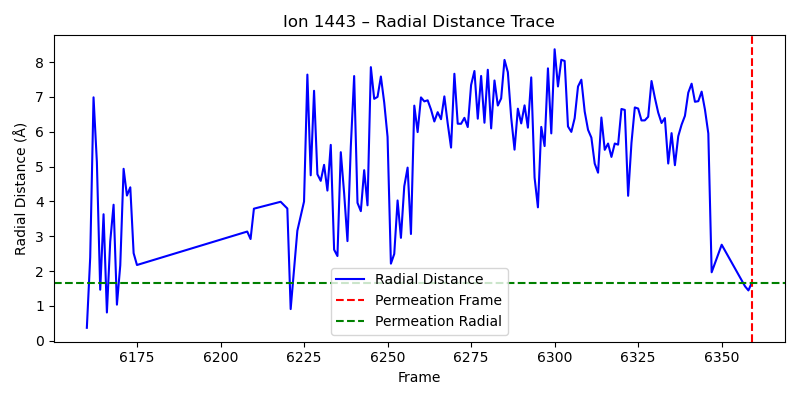 Ion 1443 – Radial Distance Trace
Radial Distance (Å)
8
7
6
5
4
3
2
1
0
Radial Distance
Permeation Frame
Permeation Radial
6175
6200
6225
6250
6275
6300
6325
6350
Frame